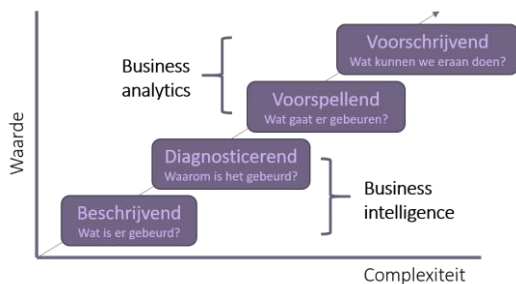 Voorschrijvend
Wat kunnen we eraan doen?
Business
analytics
Voorspellend
Wat gaat er gebeuren?
Waarde
Diagnosticerend
Waarom is het gebeurd?
Business
intelligence
Beschrijvend
Wat is er gebeurd?
Complexiteit